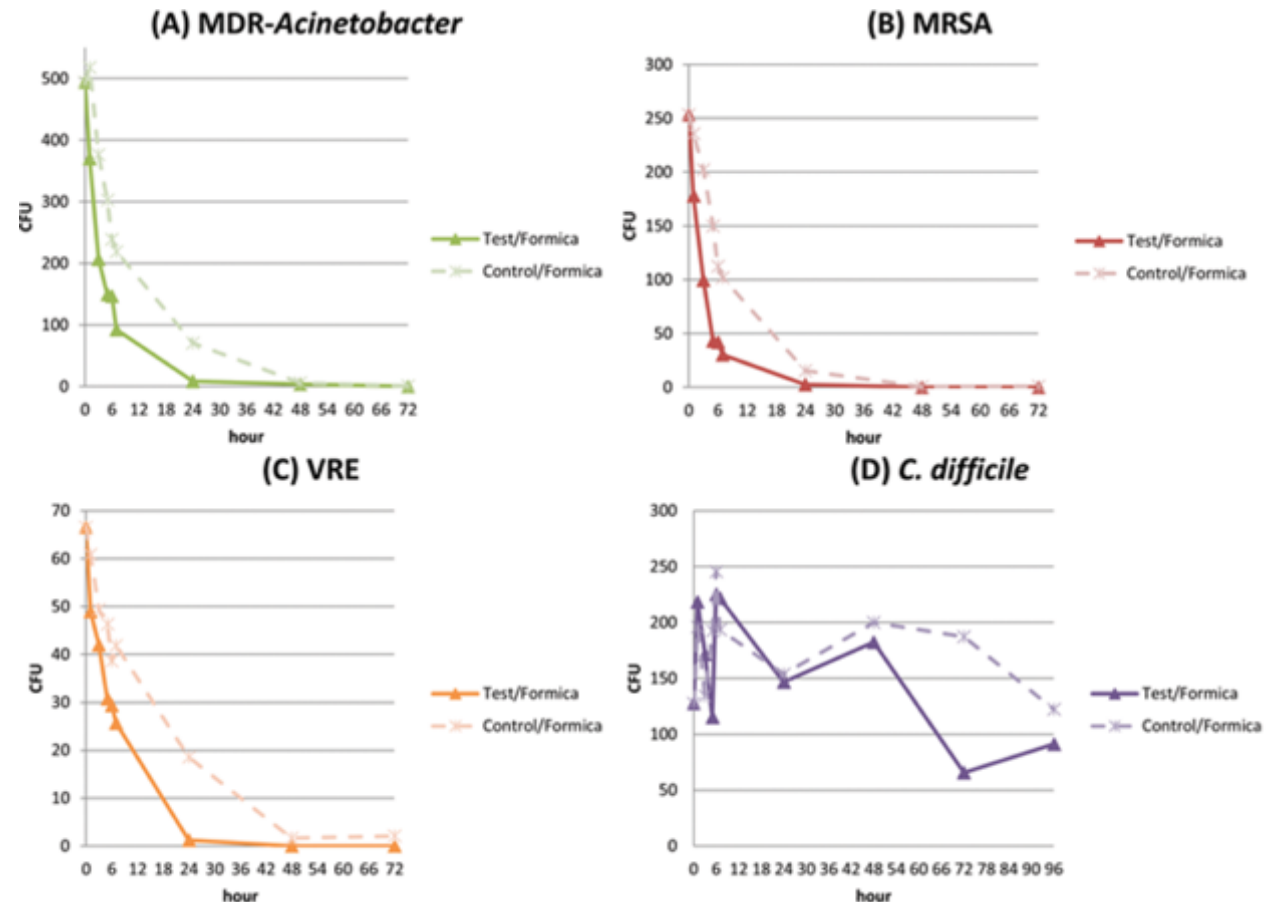 (A) MDR-Acinetobacter
500
400
300
200
100
0
CFU
0 6 12 18 24 30 36 42 48 54 60 66 72
hour
Test/Formica
Control/Formica
(B) MRSA
300
250
200
150
100
50
0
CFU
0 6 12 18 24 30 36 42 48 54 60 66 72
hour
Test/Formica
Control/Formica
(C) VRE
70
60
50
40
30
20
10
0
CFU
0 6 12 18 24 30 36 42 48 54 60 66 72
hour
Test/Formica
Control/Formica
(D) C. difficile
300
250
200
150
100
50
0
CFU
0 6 12 18 24 30 36 42 48 54 60 66 72 78 84 90 96
hour
Test/Formica
Control/Formica